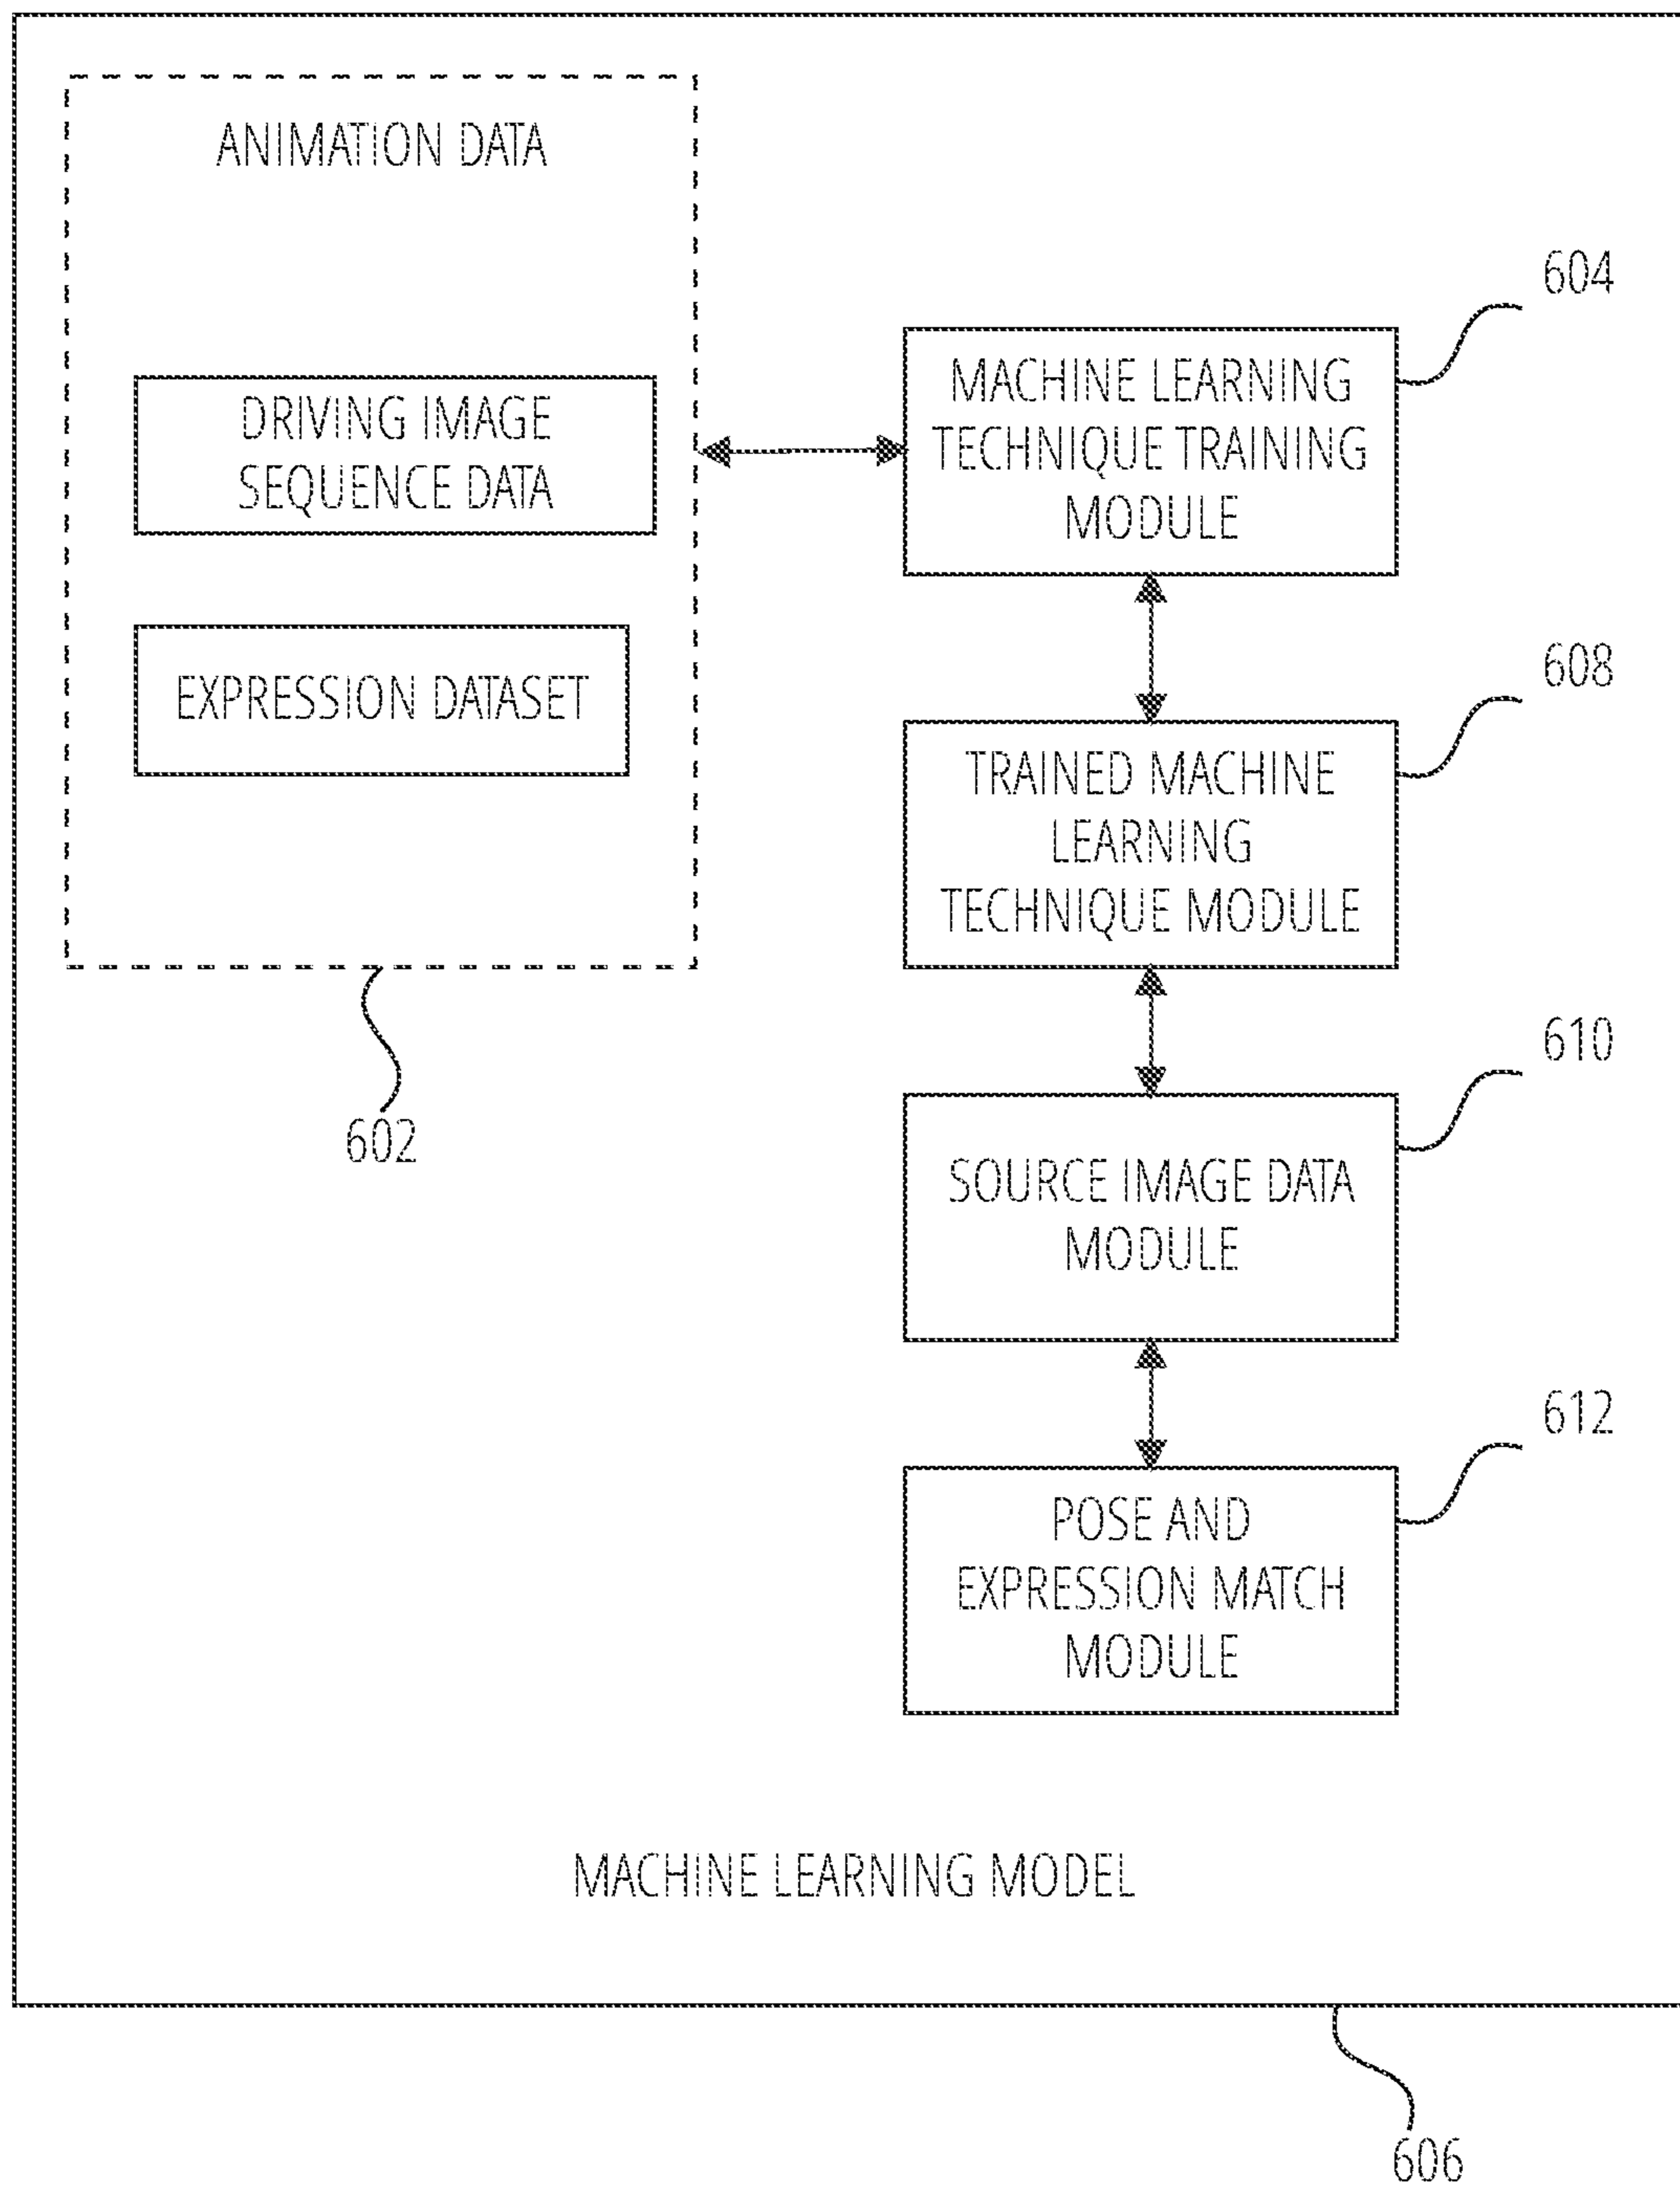 ANIMATION DATA
DRIVING IMAGE
SEQUENCE DATA
EXPRESSION DATASET
602
604
MACHINE LEARNING
TECHNIQUE TRAINING
MODULE
608
TRAINED MACHINE
LEARNING
TECHNIQUE MODULE
610
SOURCE IMAGE DATA
MODULE
612
POSE AND
EXPRESSION MATCH
MODULE
MACHINE LEARNING MODEL
606